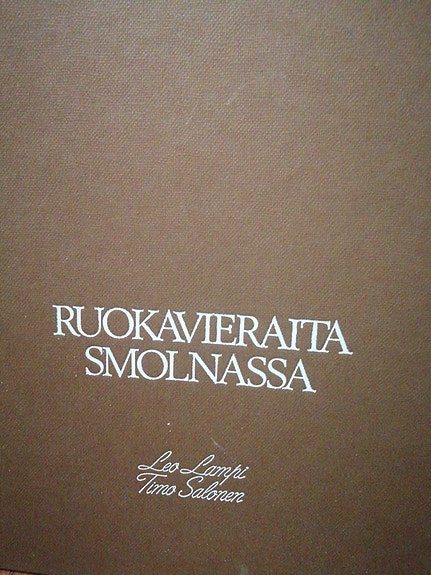 RUOKAVIERAITA
SMOLNASSA
Leo Lampi
Timo Salonen